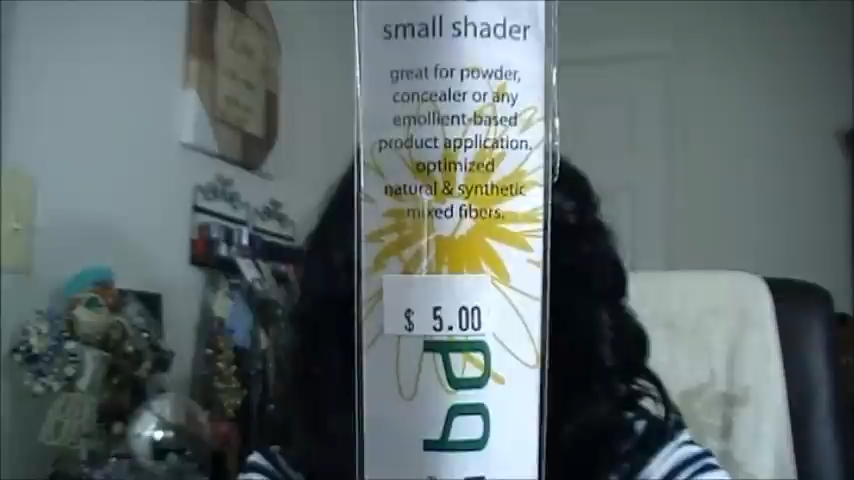 small shader
great for powder,
concealer or any
emollient-based
product application.
optimized
natural & synthetic
mixed fibers.
$ 5.00